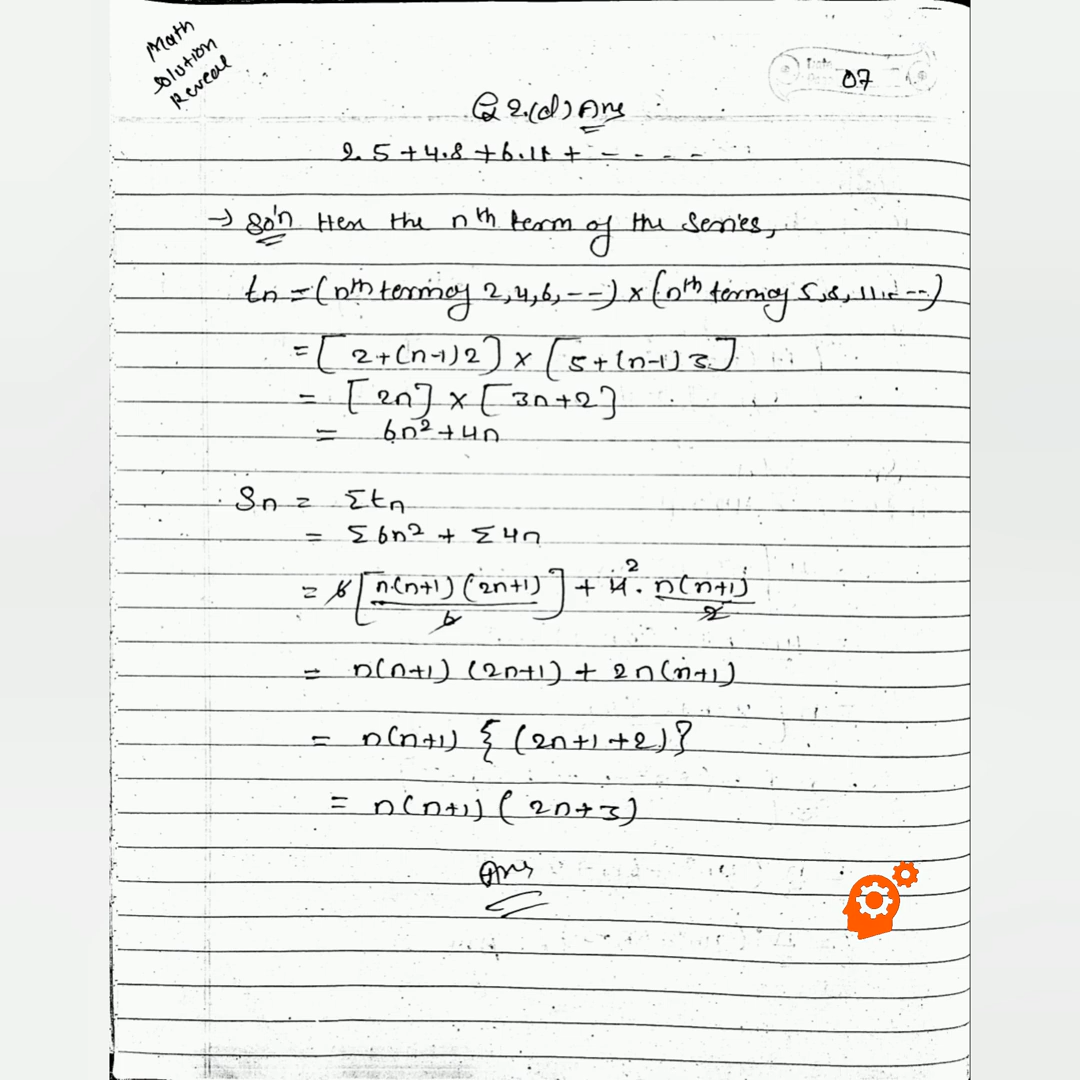 Math
Solution
Reveal
07
Q 2.(d) Ans
2.5+4.8+6.11+ - - - -
→ So'n Here the nth term of the series,
tn = (nth term of 2,4,6,---) × (nth term of 5,8,11,---)
= [2+(n-1)2] × [5+(n-1)3]
= [2n] × [3n+2]
= 6n²+4n
Sn = Σtn
= Σ6n² + Σ4n
= 6[n(n+1)(2n+1)/6] + 4² . n(n+1)/2
= n(n+1) (2n+1) + 2n(n+1)
= n(n+1) {(2n+1+2)}
= n(n+1) (2n+3)
Ans